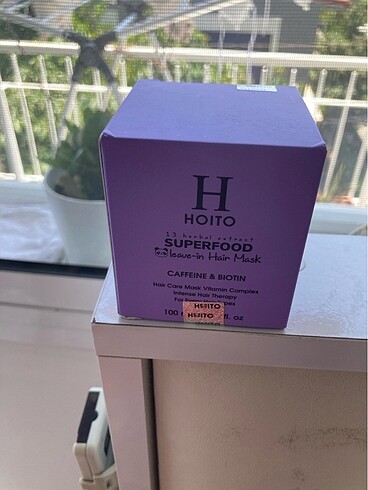 H
HOITO
13 herbal extract
SUPERFOOD
leave-in Hair Mask
CAFFEINE & BIOTIN
Hair Care Mask Vitamin Complex
Intense Hair Therapy
For
HOITO
100 fl. oz
HOITO